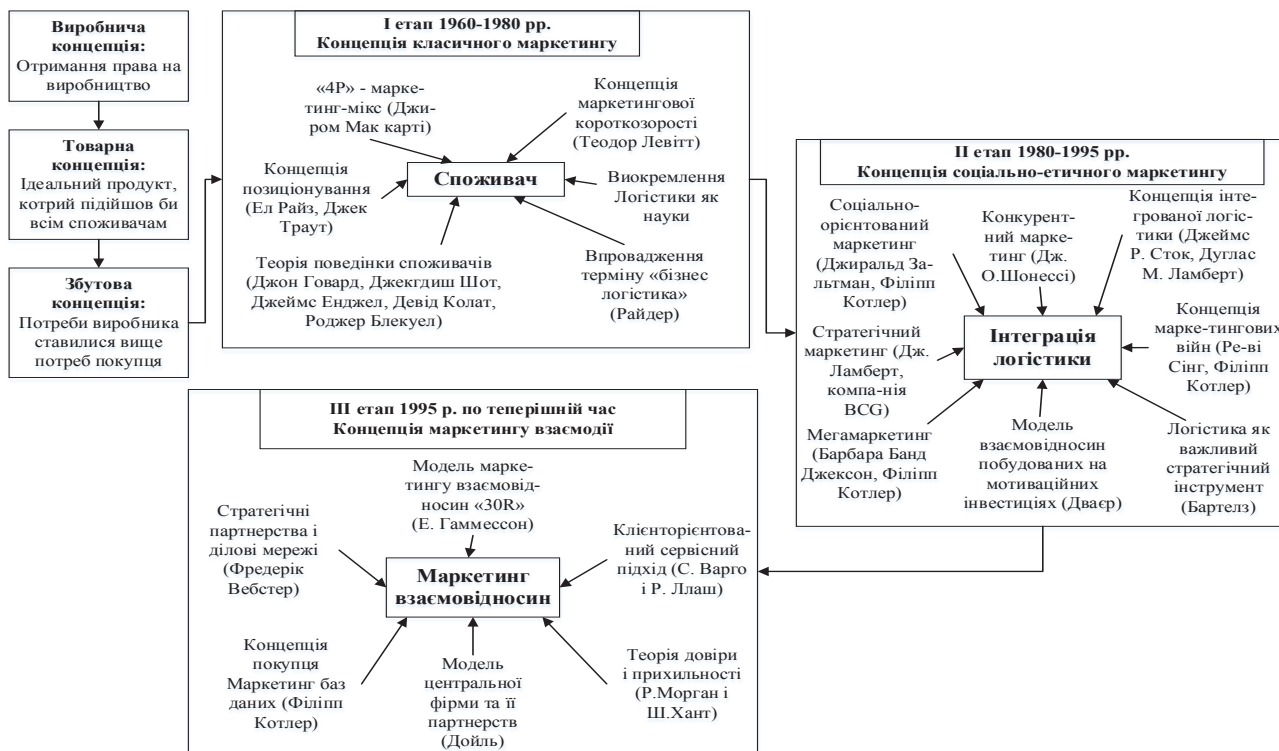 Виробнича
концепція:
Отримання права на
виробництво
Товарна
концепція:
Ідеальний продукт,
котрий підійшов би
всім споживачам
Збутова
концепція:
Потреби виробника
ставилися вище
потреб покупця
I етап 1960-1980 рр.
Концепція класичного маркетингу
«4P» - марке-
тинг-мікс (Джи-
ром Мак карті)
Концепція
маркетингової
короткозорості
(Теодор Левітт)
Концепція
позиціонування
(Ел Райз, Джек
Траут)
Споживач
Виокремлення
Логістики як
науки
Теорія поведінки споживачів
(Джон Говард, Джекгдиш Шот,
Джеймс Енджел, Девід Колат,
Роджер Блекуел)
Впровадження
терміну «бізнес
логістика»
(Райдер)
II етап 1980-1995 рр.
Концепція соціально-етичного маркетингу
Соціально-
орієнтований
маркетинг
(Джиральд За-
льтман, Філіпп
Котлер)
Конкурент-
ний марке-
тинг (Дж.
О.Шонессі)
Концепція інте-
грованої логіс-
тики (Джеймс
Р. Сток, Дуглас
М. Ламберт)
Стратегічний
маркетинг (Дж.
Ламберт,
компа-нія
BCG)
Інтеграція
логістики
Концепція
марке-тингових
війн (Ре-ві
Сінг, Філіпп
Котлер)
Мегамаркетинг
(Барбара Банд
Джексон, Філіпп
Котлер)
Модель
взаємовідносин
побудованих на
мотиваційних
інвестиціях (Дваєр)
Логістика як
важливий
стратегічний
інструмент
(Бартелз)
III етап 1995 р. по теперішній час
Концепція маркетингу взаємодії
Модель марке-
тингу взаємовід-
носин «30R»
(Е. Гаммессон)
Стратегічні
партнерства і
ділові мережі
(Фредерік
Вебстер)
Клієнторієнтова-
ний сервісний
підхід (С. Варго
і Р. Ллаш)
Маркетинг
взаємовідносин
Концепція
покупця
Маркетинг баз
даних (Філіпп
Котлер)
Модель
центральної
фірми та її
партнерств
(Дойль)
Теорія довіри
і прихильності
(Р.Морган і
Ш.Хант)